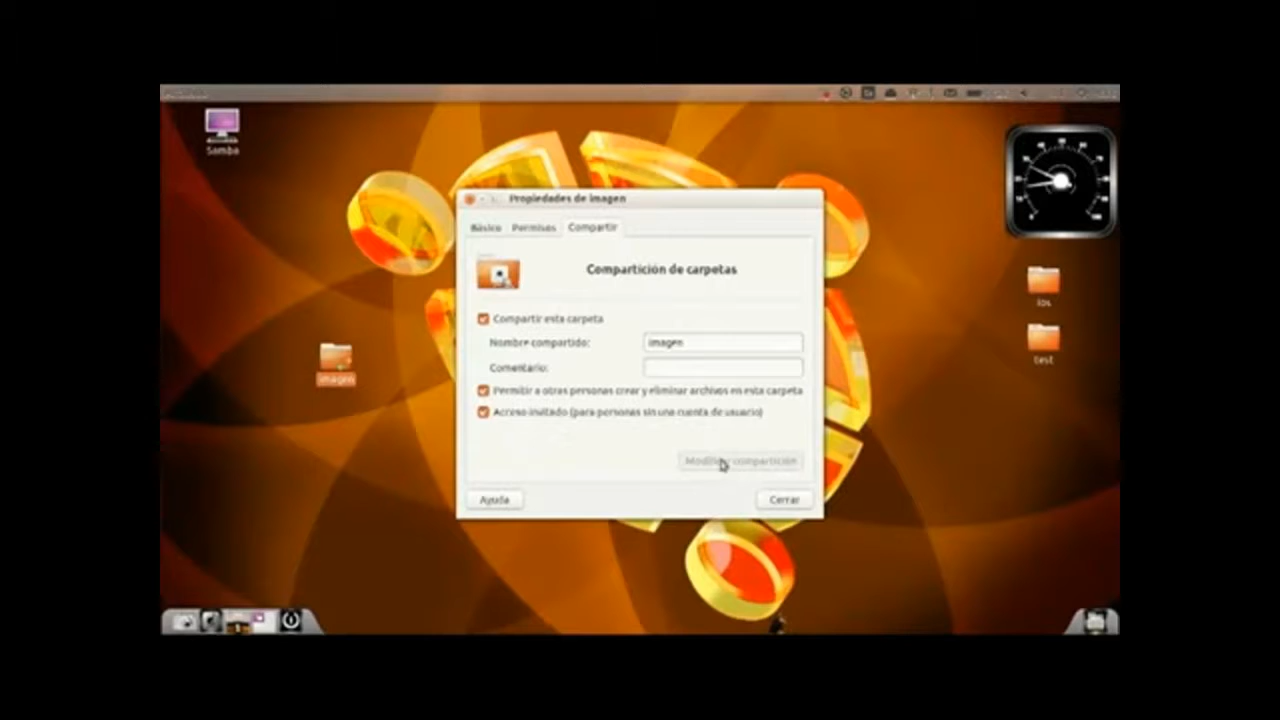 Samba
Propiedades de imagen
Básico Permisos Compartir
Compartición de carpetas
Compartir esta carpeta
Nombre compartido: imagen
Comentario:
Permitir a otras personas crear y eliminar archivos en esta carpeta
Acceso invitado (para personas sin una cuenta de usuario)
compartición
Ayuda Cerrar
imagen
test